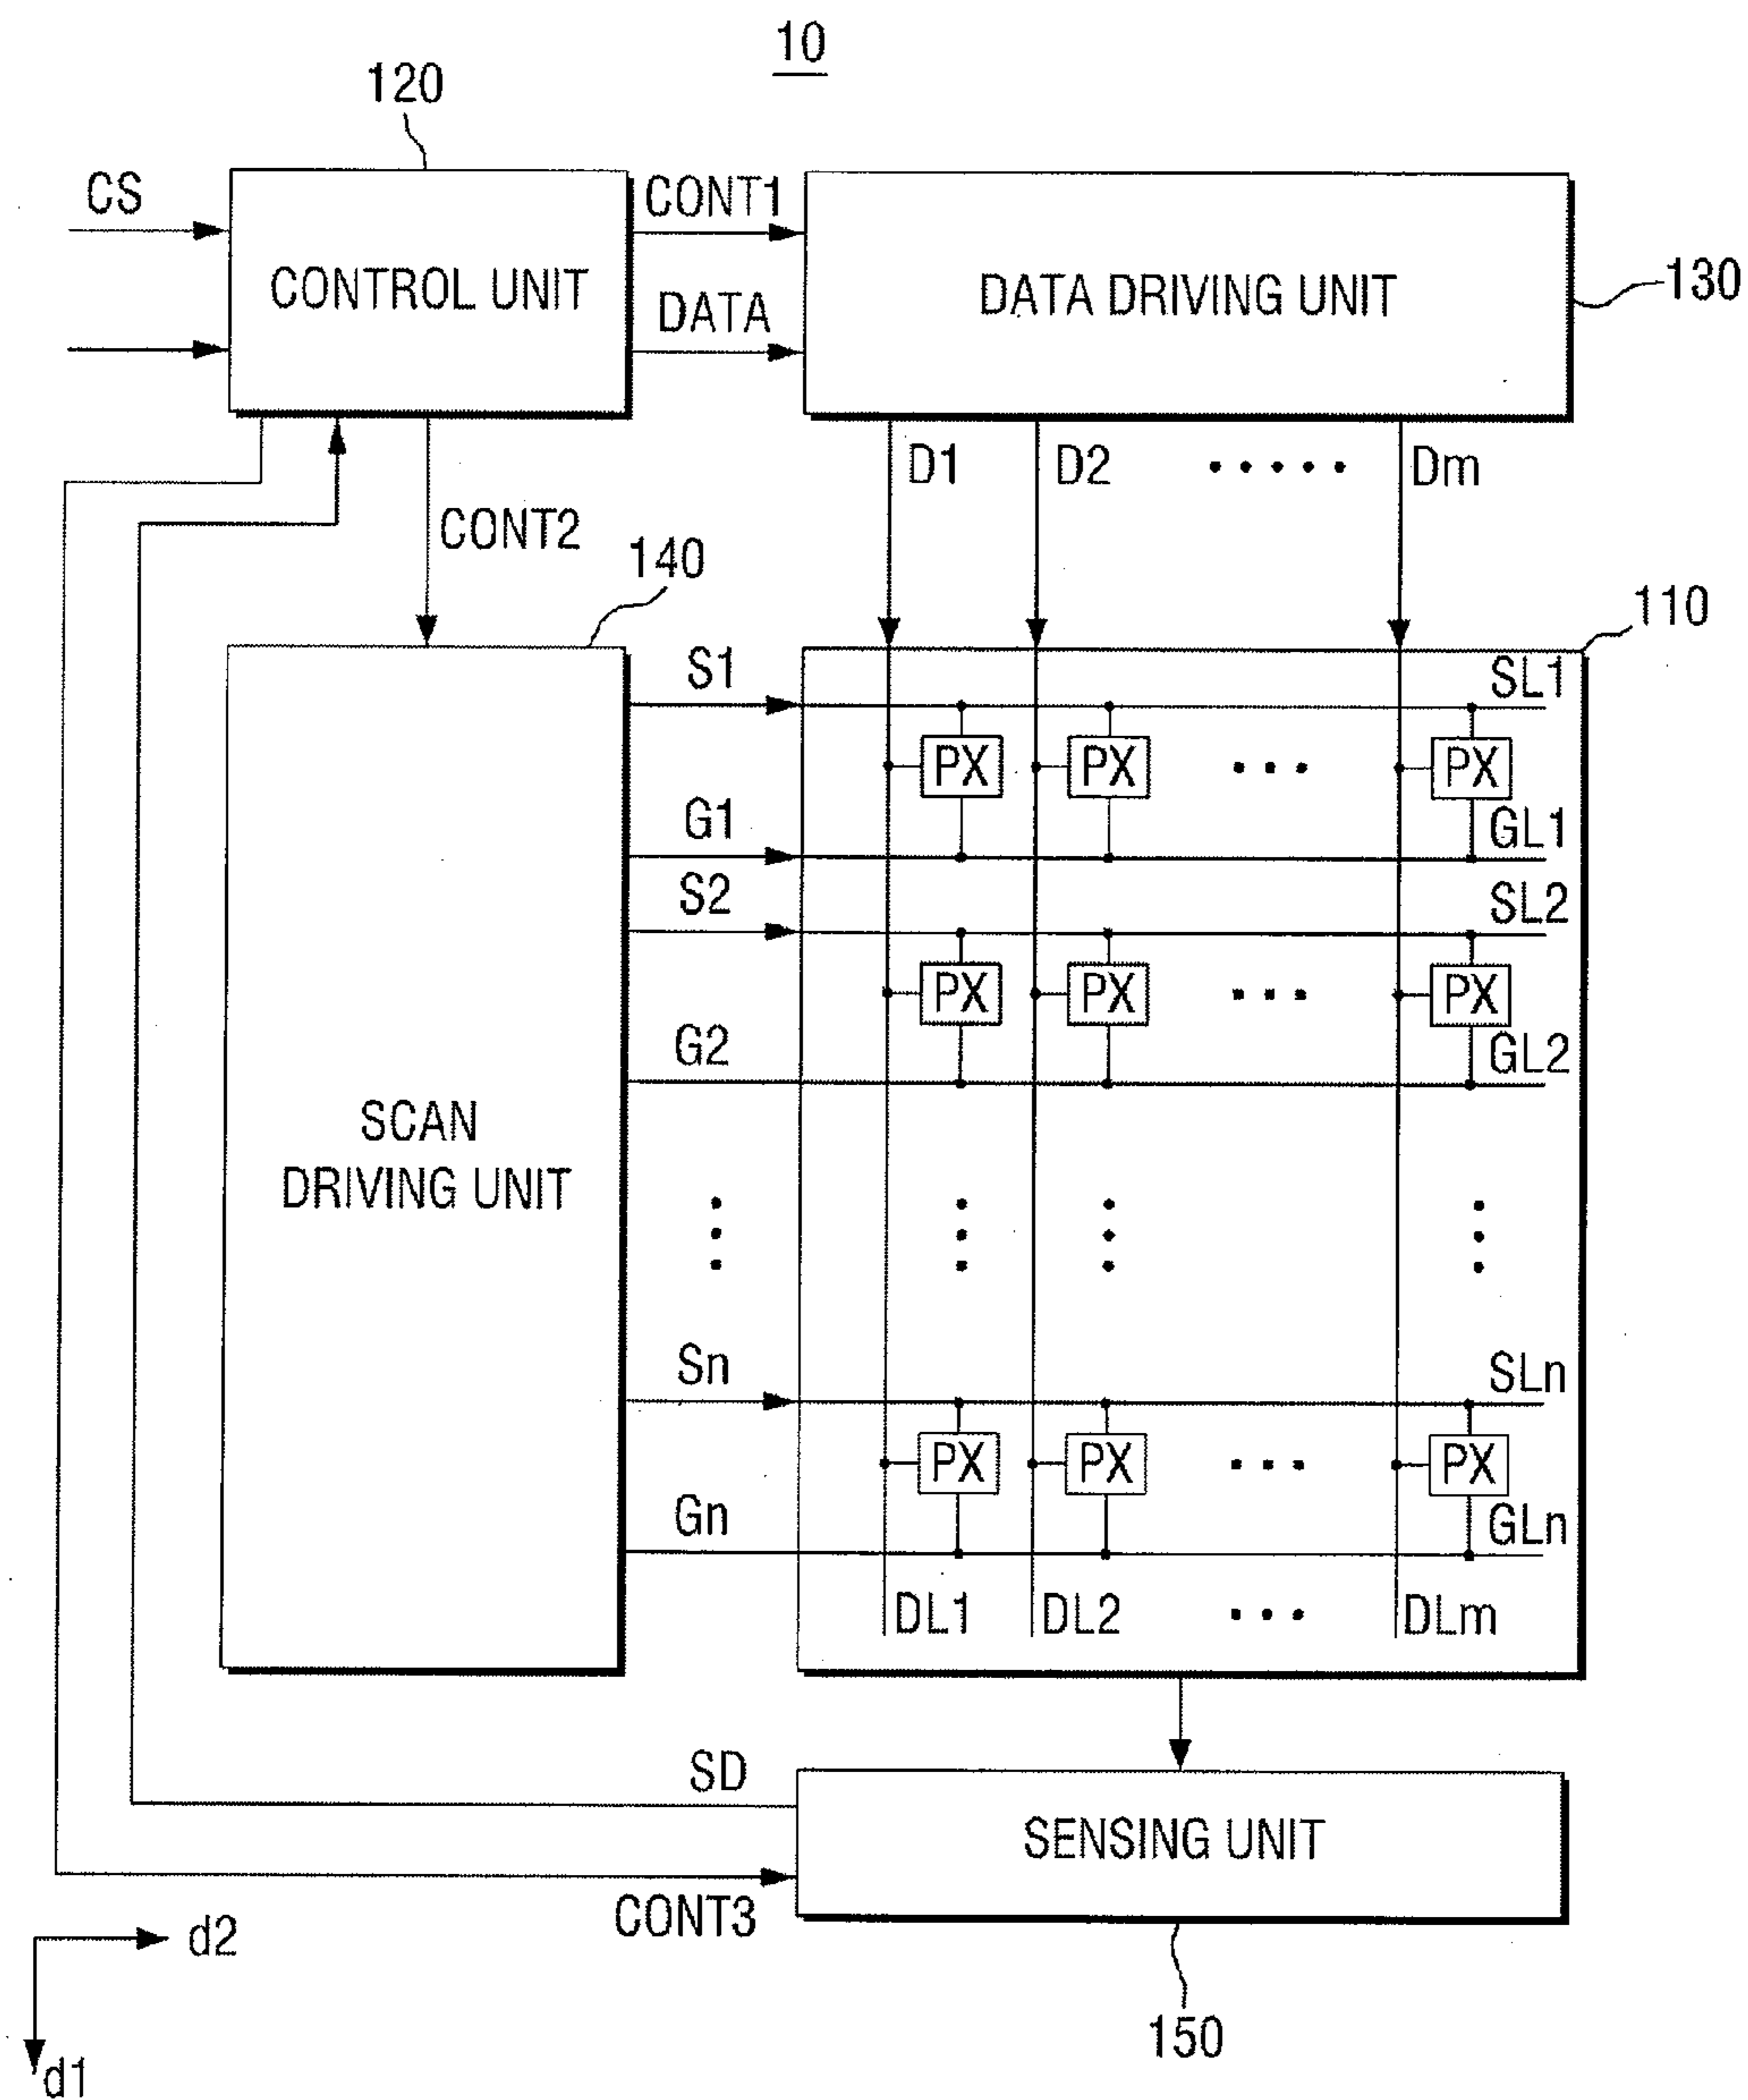 10
120
CS
CONT1
CONTROL UNIT
DATA
DATA DRIVING UNIT
130
D1
D2
Dm
CONT2
140
110
S1
SL1
PX
PX
PX
G1
GL1
S2
SL2
PX
PX
PX
G2
GL2
SCAN
DRIVING UNIT
Sn
SLn
PX
PX
PX
Gn
GLn
DL1
DL2
DLm
SD
SENSING UNIT
CONT3
150
d2
d1